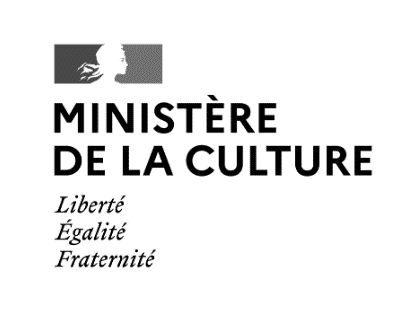 MINISTÈRE
DE LA CULTURE
Liberté
Égalité
Fraternité